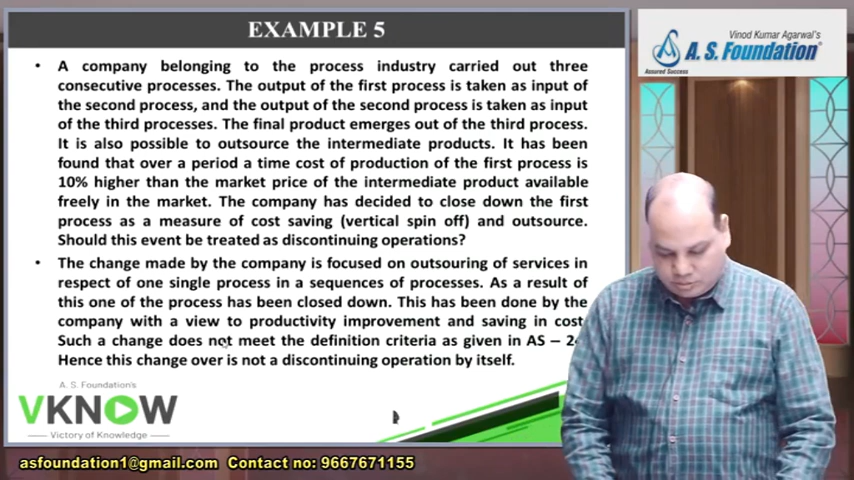 EXAMPLE 5
• A company belonging to the process industry carried out three
consecutive processes. The output of the first process is taken as input of
the second process, and the output of the second process is taken as input
of the third processes. The final product emerges out of the third process.
It is also possible to outsource the intermediate products. It has been
found that over a period a time cost of production of the first process is
10% higher than the market price of the intermediate product available
freely in the market. The company has decided to close down the first
process as a measure of cost saving (vertical spin off) and outsource.
Should this event be treated as discontinuing operations?
• The change made by the company is focused on outsouring of services in
respect of one single process in a sequences of processes. As a result of
this one of the process has been closed down. This has been done by the
company with a view to productivity improvement and saving in cost.
Such a change does not meet the definition criteria as given in AS –
Hence this change over is not a discontinuing operation by itself.
A. S. Foundation's
VKNOW
Victory of Knowledge
Vinod Kumar Agarwal's
A. S. Foundation®
Assured Success
asfoundation1@gmail.com Contact no: 9667671155